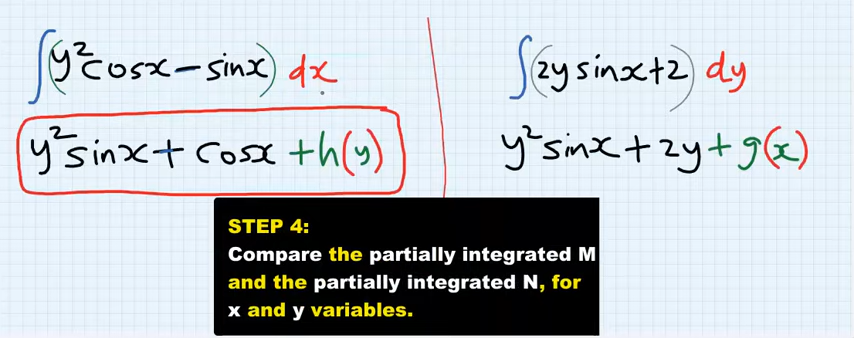 ∫(y²cosx − sinx) dx
y²sinx + cosx + h(y)
∫(2y sinx + 2) dy
y²sinx + 2y + g(x)
STEP 4:
Compare the partially integrated M
and the partially integrated N, for
x and y variables.